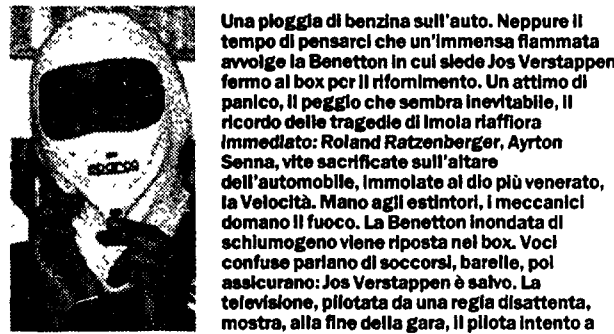 Una pioggia di benzina sull'auto. Neppure il
tempo di pensarci che un'immensa fiammata
avvolge la Benetton in cui siede Jos Verstappen
fermo al box per il rifornimento. Un attimo di
panico, il peggio che sembra inevitabile, il
ricordo delle tragedie di Imola riaffiora
immediato: Roland Ratzenberger, Ayrton
Senna, vite sacrificate sull'altare
dell'automobile, immolate al dio più venerato,
la Velocità. Mano agli estintori, i meccanici
domano il fuoco. La Benetton inondata di
schiumogeno viene riposta nel box. Voci
confuse parlano di soccorsi, barelle, poi
assicurano: Jos Verstappen è salvo. La
televisione, pilotata da una regia disattenta,
mostra, alla fine della gara, il pilota intento a
sparco